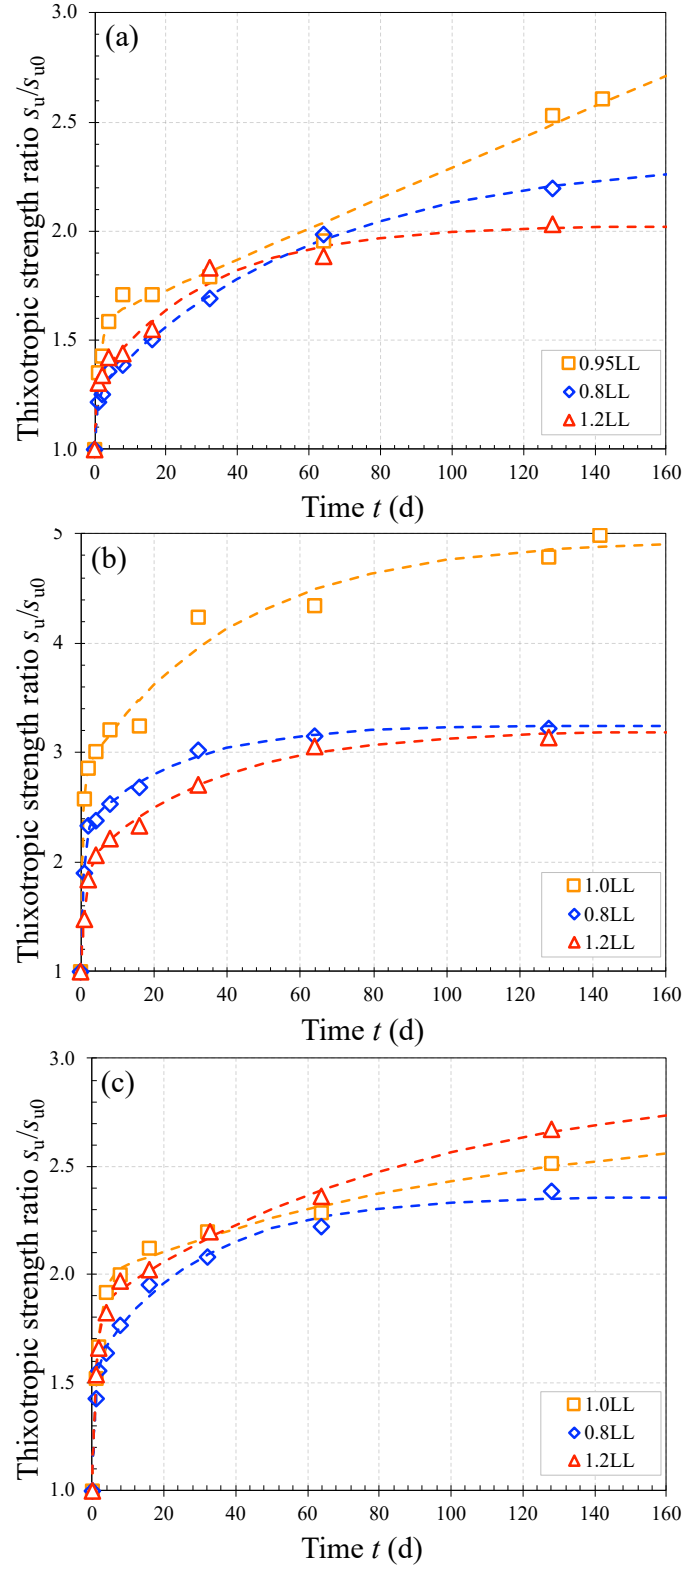 (a)
Thixotropic strength ratio su/su0
3.0
2.5
2.0
1.5
1.0
0.95LL
0.8LL
1.2LL
0 20 40 60 80 100 120 140 160
Time t (d)
(b)
Thixotropic strength ratio su/su0
5
4
3
2
1
1.0LL
0.8LL
1.2LL
0 20 40 60 80 100 120 140 160
Time t (d)
(c)
Thixotropic strength ratio su/su0
3.0
2.5
2.0
1.5
1.0
1.0LL
0.8LL
1.2LL
0 20 40 60 80 100 120 140 160
Time t (d)